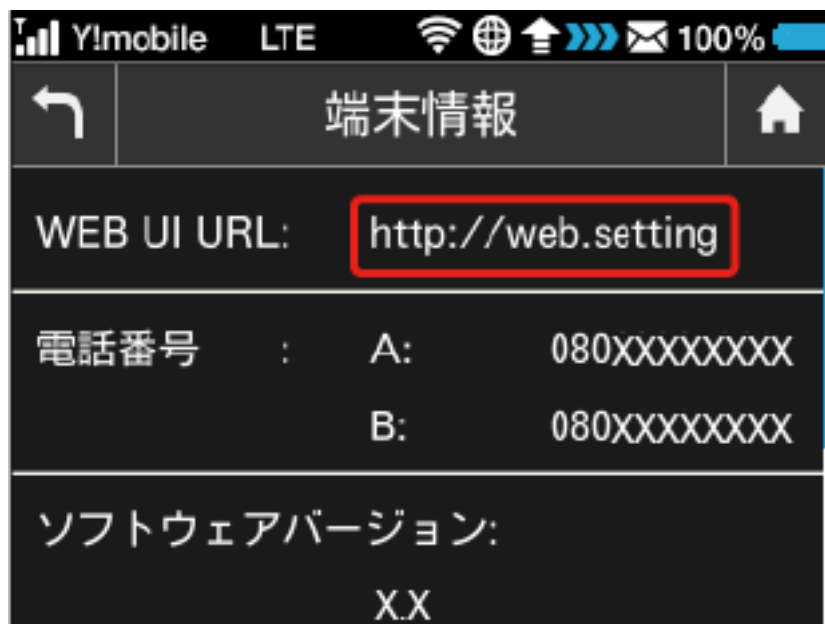 Y!mobile LTE 100%
端末情報
WEB UI URL: http://web.setting
電話番号 : A: 080XXXXXXXX
B: 080XXXXXXXX
ソフトウェアバージョン:
X.X